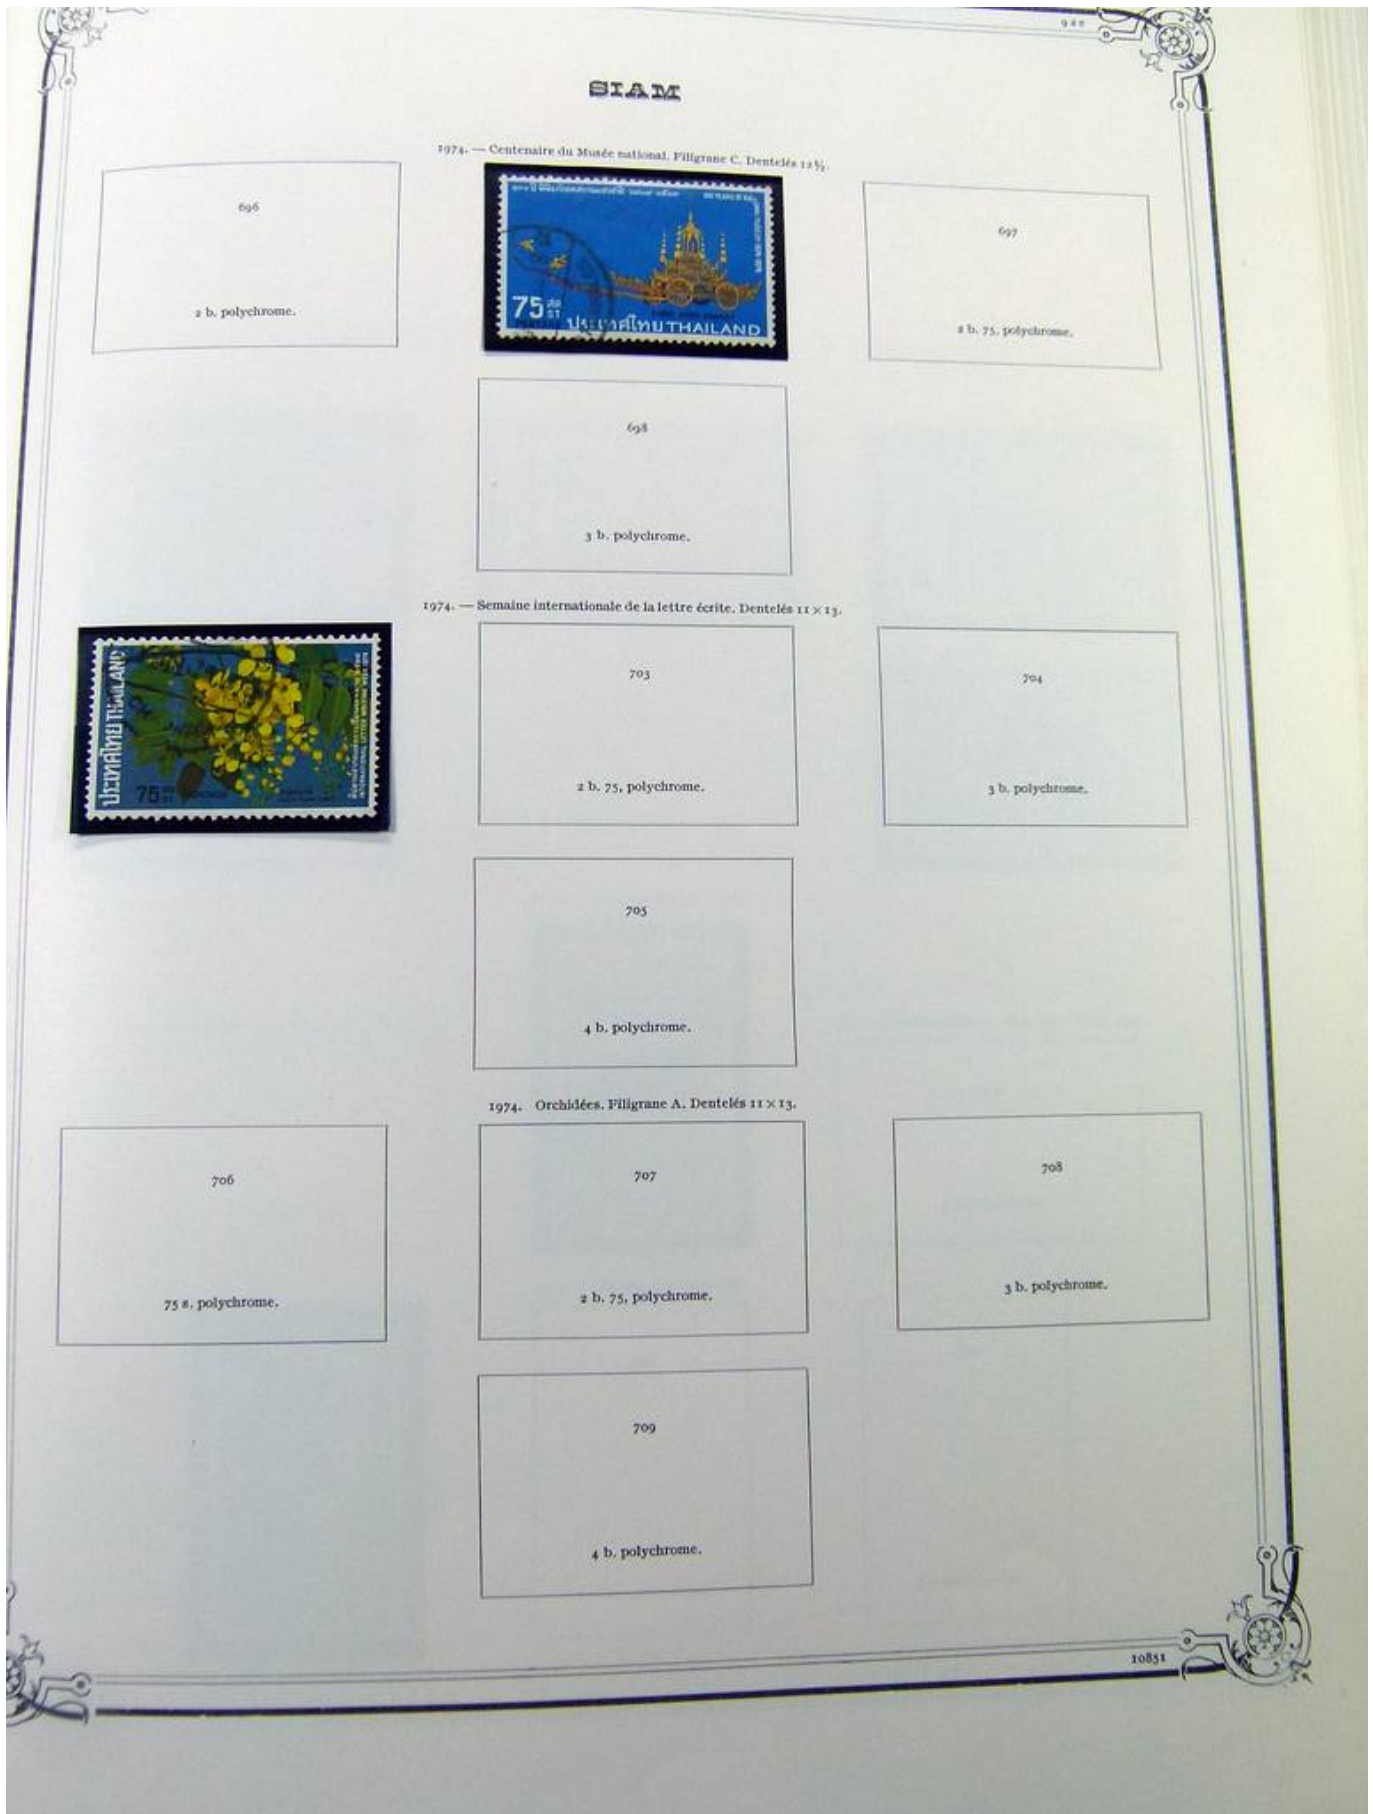 SIAM
1974. — Centenaire du Musée national. Filigrane C. Dentelés 12½.
696
2 b. polychrome.
75 ST
ประเทศไทย THAILAND
697
2 b. 75, polychrome.
698
3 b. polychrome.
1974. — Semaine internationale de la lettre écrite. Dentelés 11 × 13.
ประเทศไทย THAILAND
75
703
2 b. 75, polychrome.
704
3 b. polychrome.
705
4 b. polychrome.
1974. Orchidées. Filigrane A. Dentelés 11 × 13.
706
75 s. polychrome.
707
2 b. 75, polychrome.
708
3 b. polychrome.
709
4 b. polychrome.
10851